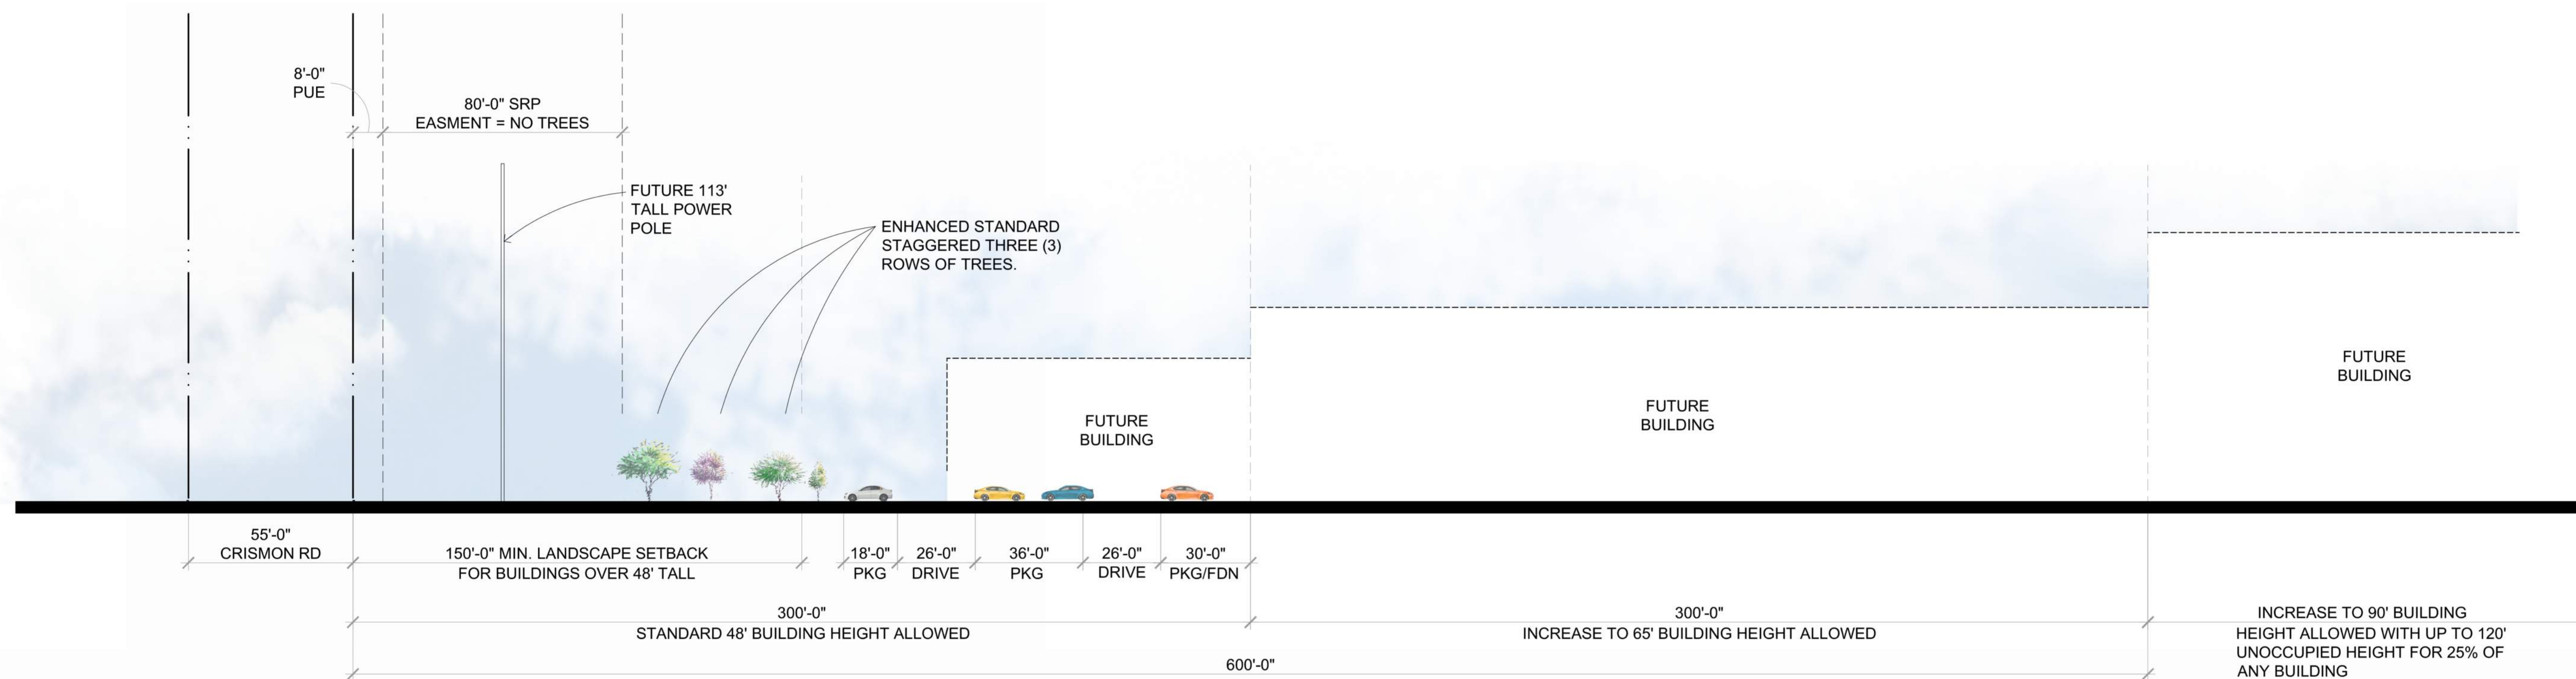 8'-0"
PUE
80'-0" SRP
EASMENT = NO TREES
FUTURE 113'
TALL POWER
POLE
ENHANCED STANDARD
STAGGERED THREE (3)
ROWS OF TREES.
FUTURE
BUILDING
FUTURE
BUILDING
FUTURE
BUILDING
55'-0"
CRISMON RD
150'-0" MIN. LANDSCAPE SETBACK
FOR BUILDINGS OVER 48' TALL
18'-0"
PKG
26'-0"
DRIVE
36'-0"
PKG
26'-0"
DRIVE
30'-0"
PKG/FDN
300'-0"
STANDARD 48' BUILDING HEIGHT ALLOWED
300'-0"
INCREASE TO 65' BUILDING HEIGHT ALLOWED
INCREASE TO 90' BUILDING
HEIGHT ALLOWED WITH UP TO 120'
UNOCCUPIED HEIGHT FOR 25% OF
ANY BUILDING
600'-0"